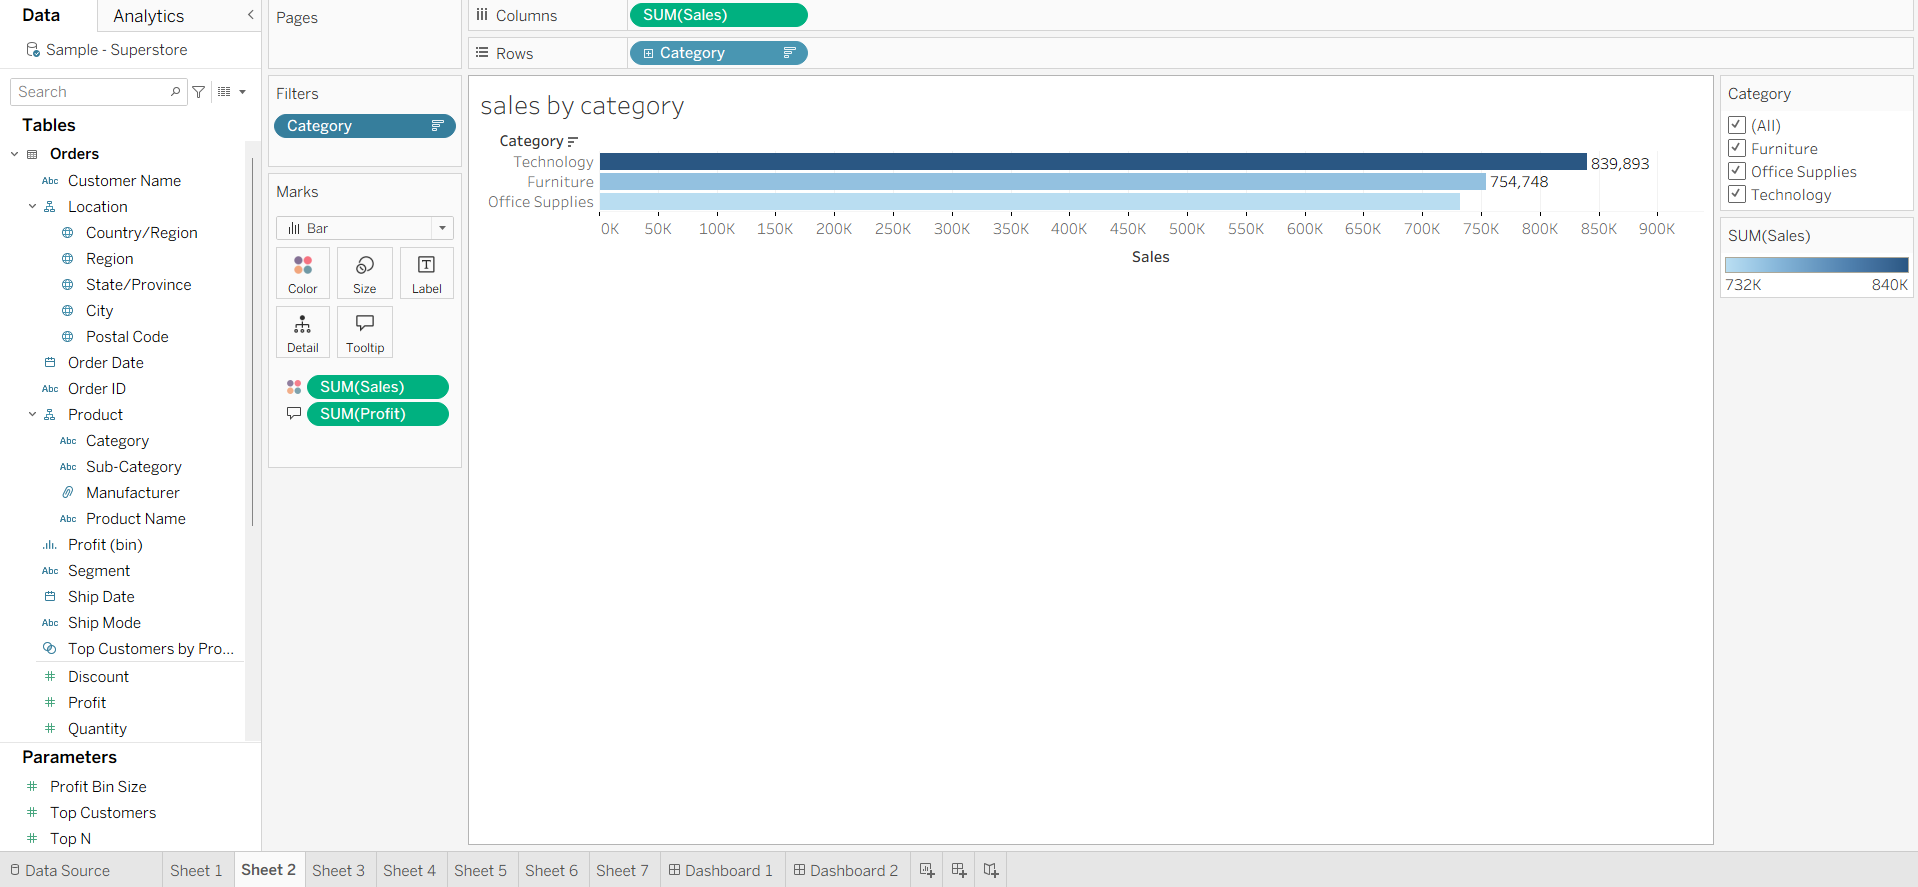 Data
Analytics
Sample - Superstore
Search
Tables
Orders
Abc Customer Name
Location
Country/Region
Region
State/Province
City
Postal Code
Order Date
Abc Order ID
Product
Abc Category
Abc Sub-Category
Manufacturer
Abc Product Name
Profit (bin)
Abc Segment
Ship Date
Abc Ship Mode
Top Customers by Pro...
# Discount
# Profit
# Quantity
Parameters
# Profit Bin Size
# Top Customers
# Top N
Pages
Filters
Category
Marks
Bar
Color Size Label
Detail Tooltip
SUM(Sales)
SUM(Profit)
Columns SUM(Sales)
Rows Category
sales by category
Category
Technology 839,893
Furniture 754,748
Office Supplies
0K 50K 100K 150K 200K 250K 300K 350K 400K 450K 500K 550K 600K 650K 700K 750K 800K 850K 900K
Sales
Category
(All)
Furniture
Office Supplies
Technology
SUM(Sales)
732K 840K
Data Source Sheet 1 Sheet 2 Sheet 3 Sheet 4 Sheet 5 Sheet 6 Sheet 7 Dashboard 1 Dashboard 2